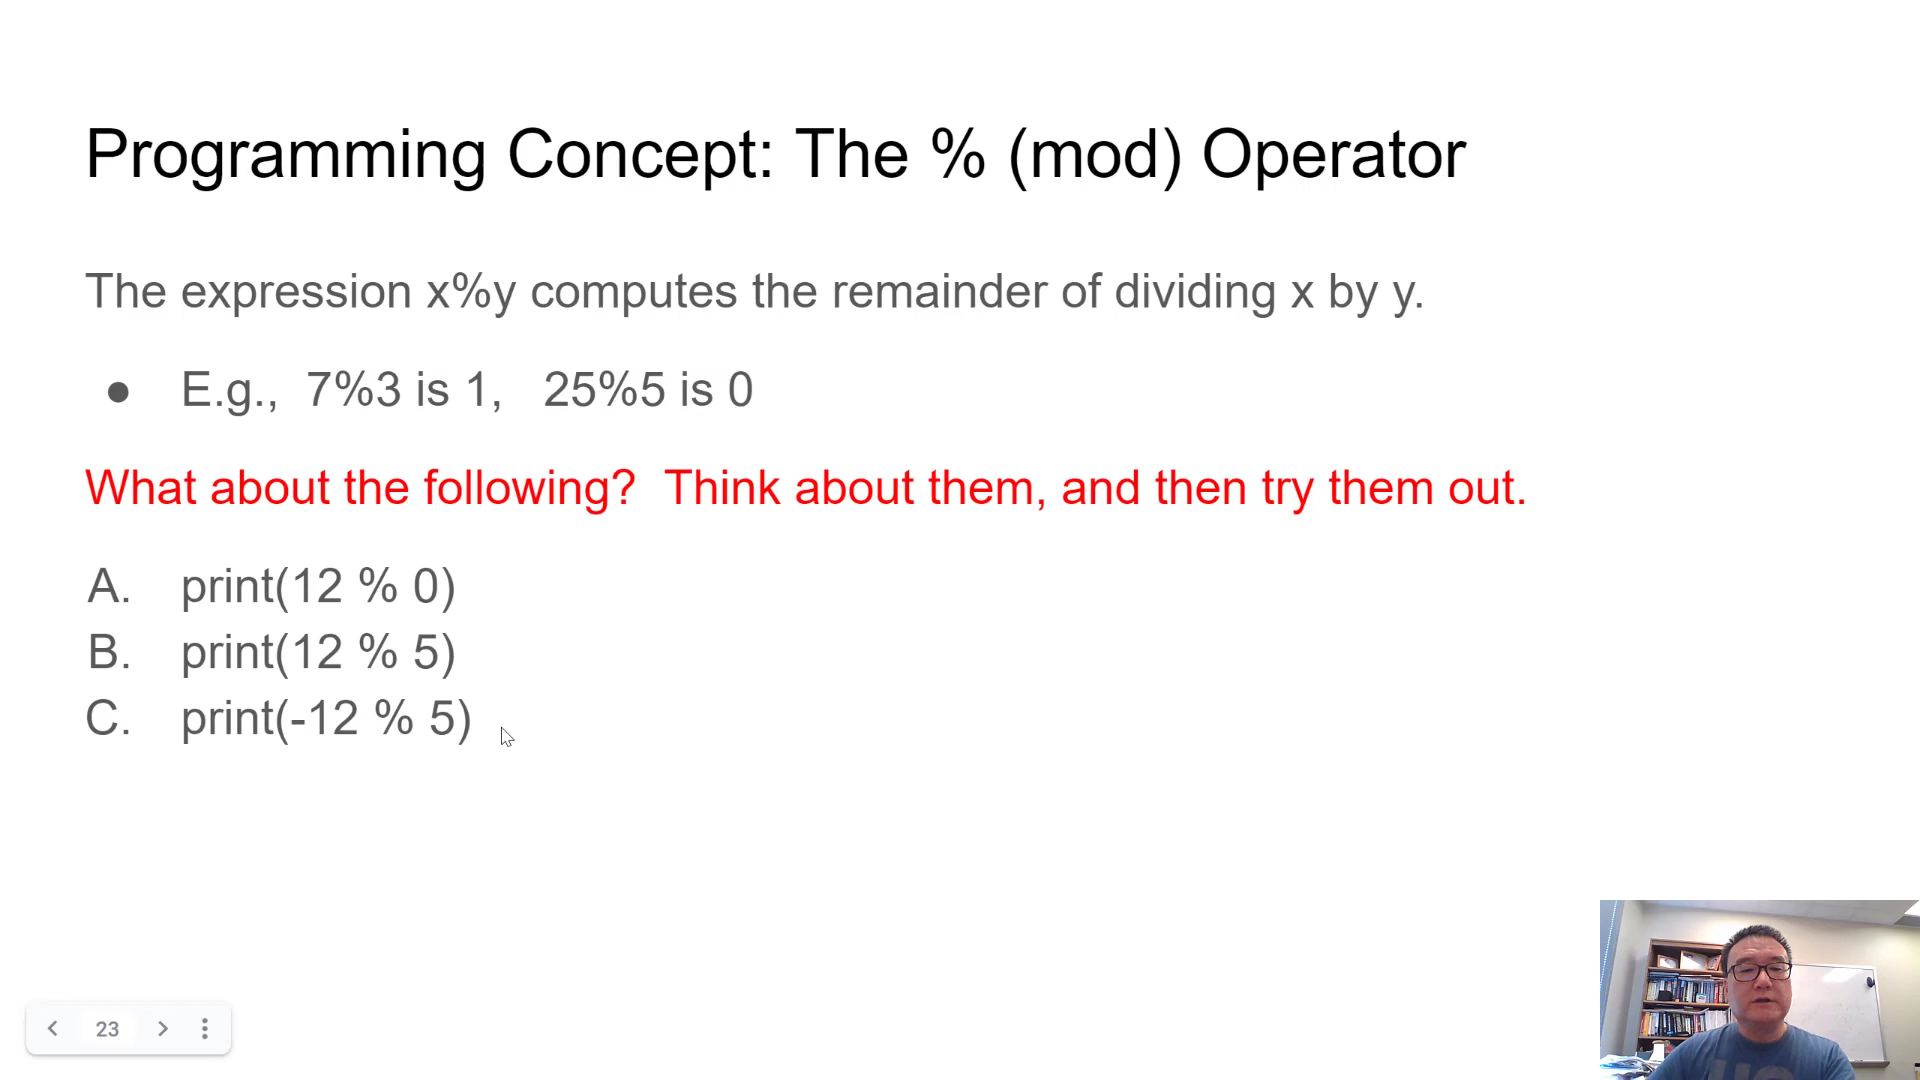 Programming Concept: The % (mod) Operator
The expression x%y computes the remainder of dividing x by y.
● E.g., 7%3 is 1, 25%5 is 0
What about the following? Think about them, and then try them out.
A. print(12 % 0)
B. print(12 % 5)
C. print(-12 % 5)
23